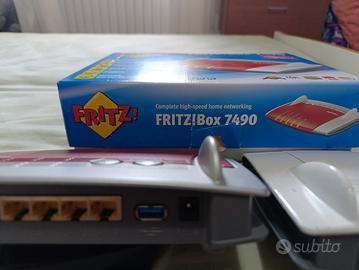 Complete high-speed home networking
FRITZ!
FRITZ!Box 7490
subito